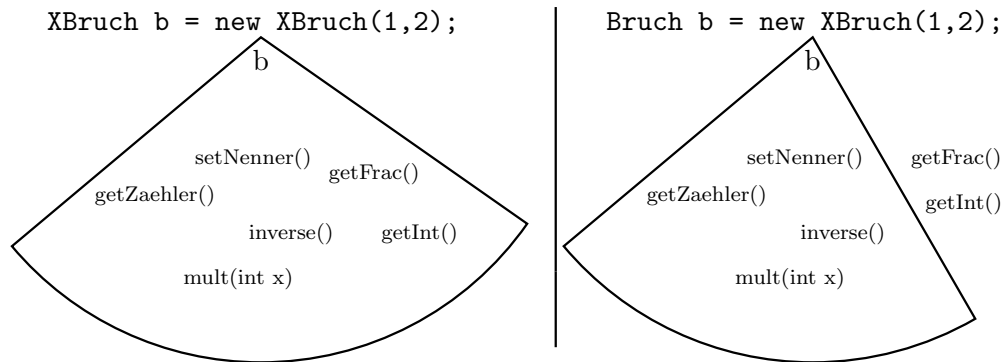 XBruch b = new XBruch(1,2);
b
setNenner()
getFrac()
getZaehler()
inverse()
getInt()
mult(int x)
Bruch b = new XBruch(1,2);
b
setNenner()
getFrac()
getZaehler()
getInt()
inverse()
mult(int x)